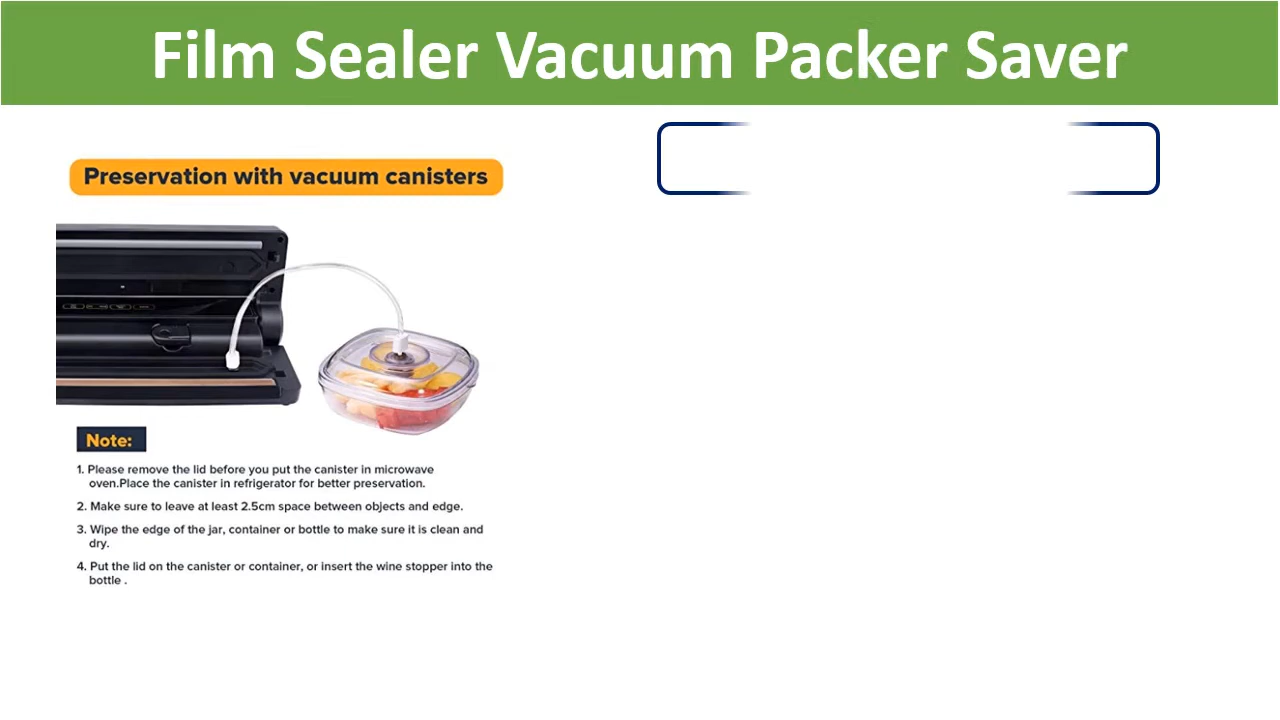 Film Sealer Vacuum Packer Saver
Preservation with vacuum canisters
Note:
1. Please remove the lid before you put the canister in microwave
oven.Place the canister in refrigerator for better preservation.
2. Make sure to leave at least 2.5cm space between objects and edge.
3. Wipe the edge of the jar, container or bottle to make sure it is clean and
dry.
4. Put the lid on the canister or container, or insert the wine stopper into the
bottle .